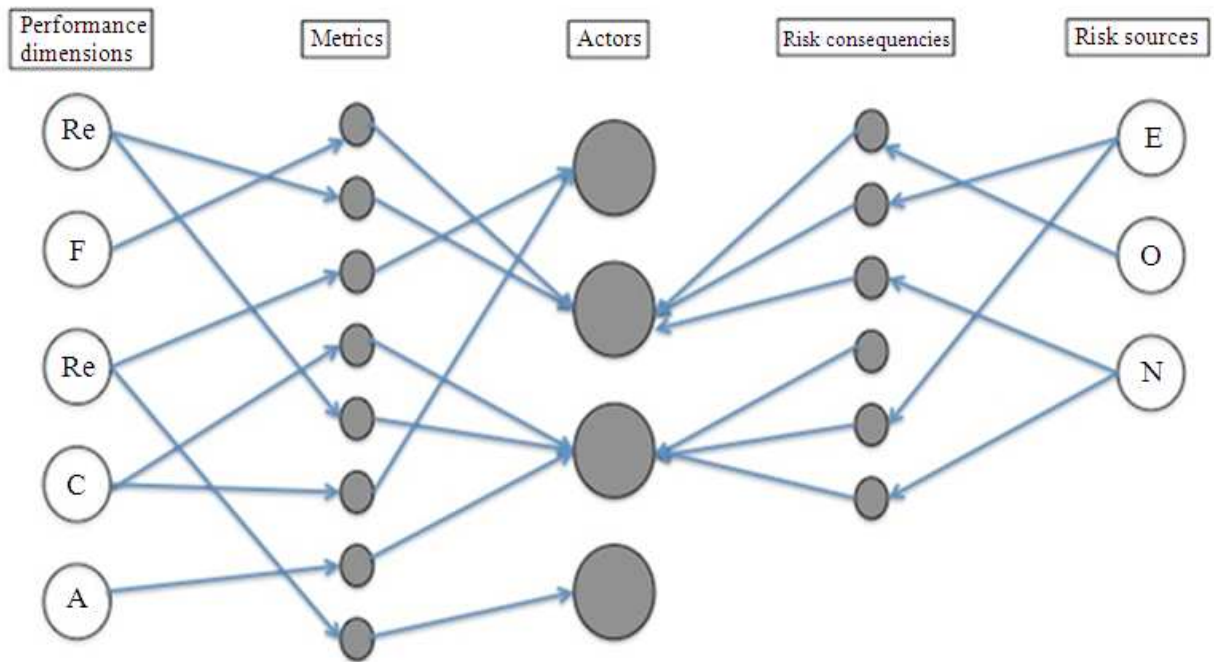 Performance
dimensions
Metrics
Actors
Risk consequencies
Risk sources
Re
F
Re
C
A
E
O
N